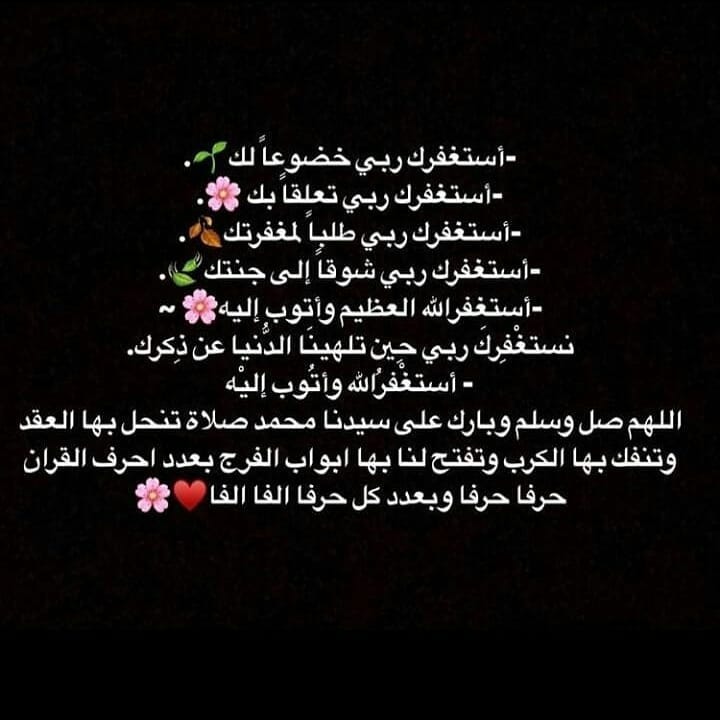 -أستغفرك ربي خضوعاً لك🌱.
-أستغفرك ربي تعلقاً بك 🌸.
-أستغفرك ربي طلباً لمغفرتك 🍂.
-أستغفرك ربي شوقاً إلى جنتك🍃.
-أستغفرالله العظيم وأتوب إليه🌸 ~
نستغْفِركَ ربي حِين تلهينَا الدُّنيا عن ذِكرك.
- أستغْفرُالله وأتُوب إليْه
اللهم صل وسلم وبارك على سيدنا محمد صلاة تنحل بها العقد
وتنفك بها الكرب وتفتح لنا بها ابواب الفرج بعدد احرف القران
حرفا حرفا وبعدد كل حرفا الفا الفا❤️🌸